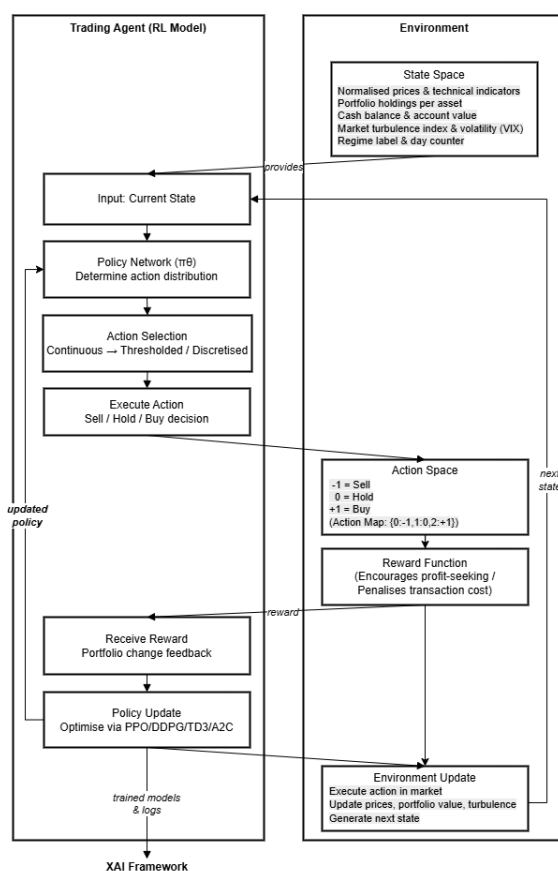 Trading Agent (RL Model)
Environment
State Space
Normalised prices & technical indicators
Portfolio holdings per asset
Cash balance & account value
Market turbulence index & volatility (VIX)
Regime label & day counter
provides
Input: Current State
Policy Network (πθ)
Determine action distribution
Action Selection
Continuous → Thresholded / Discretised
Execute Action
Sell / Hold / Buy decision
Action Space
-1 = Sell
0 = Hold
+1 = Buy
(Action Map: {0:-1,1:0,2:+1})
next
state
updated
policy
Reward Function
(Encourages profit-seeking /
Penalises transaction cost)
reward
Receive Reward
Portfolio change feedback
Policy Update
Optimise via PPO/DDPG/TD3/A2C
Environment Update
Execute action in market
Update prices, portfolio value, turbulence
Generate next state
trained models
& logs
XAI Framework